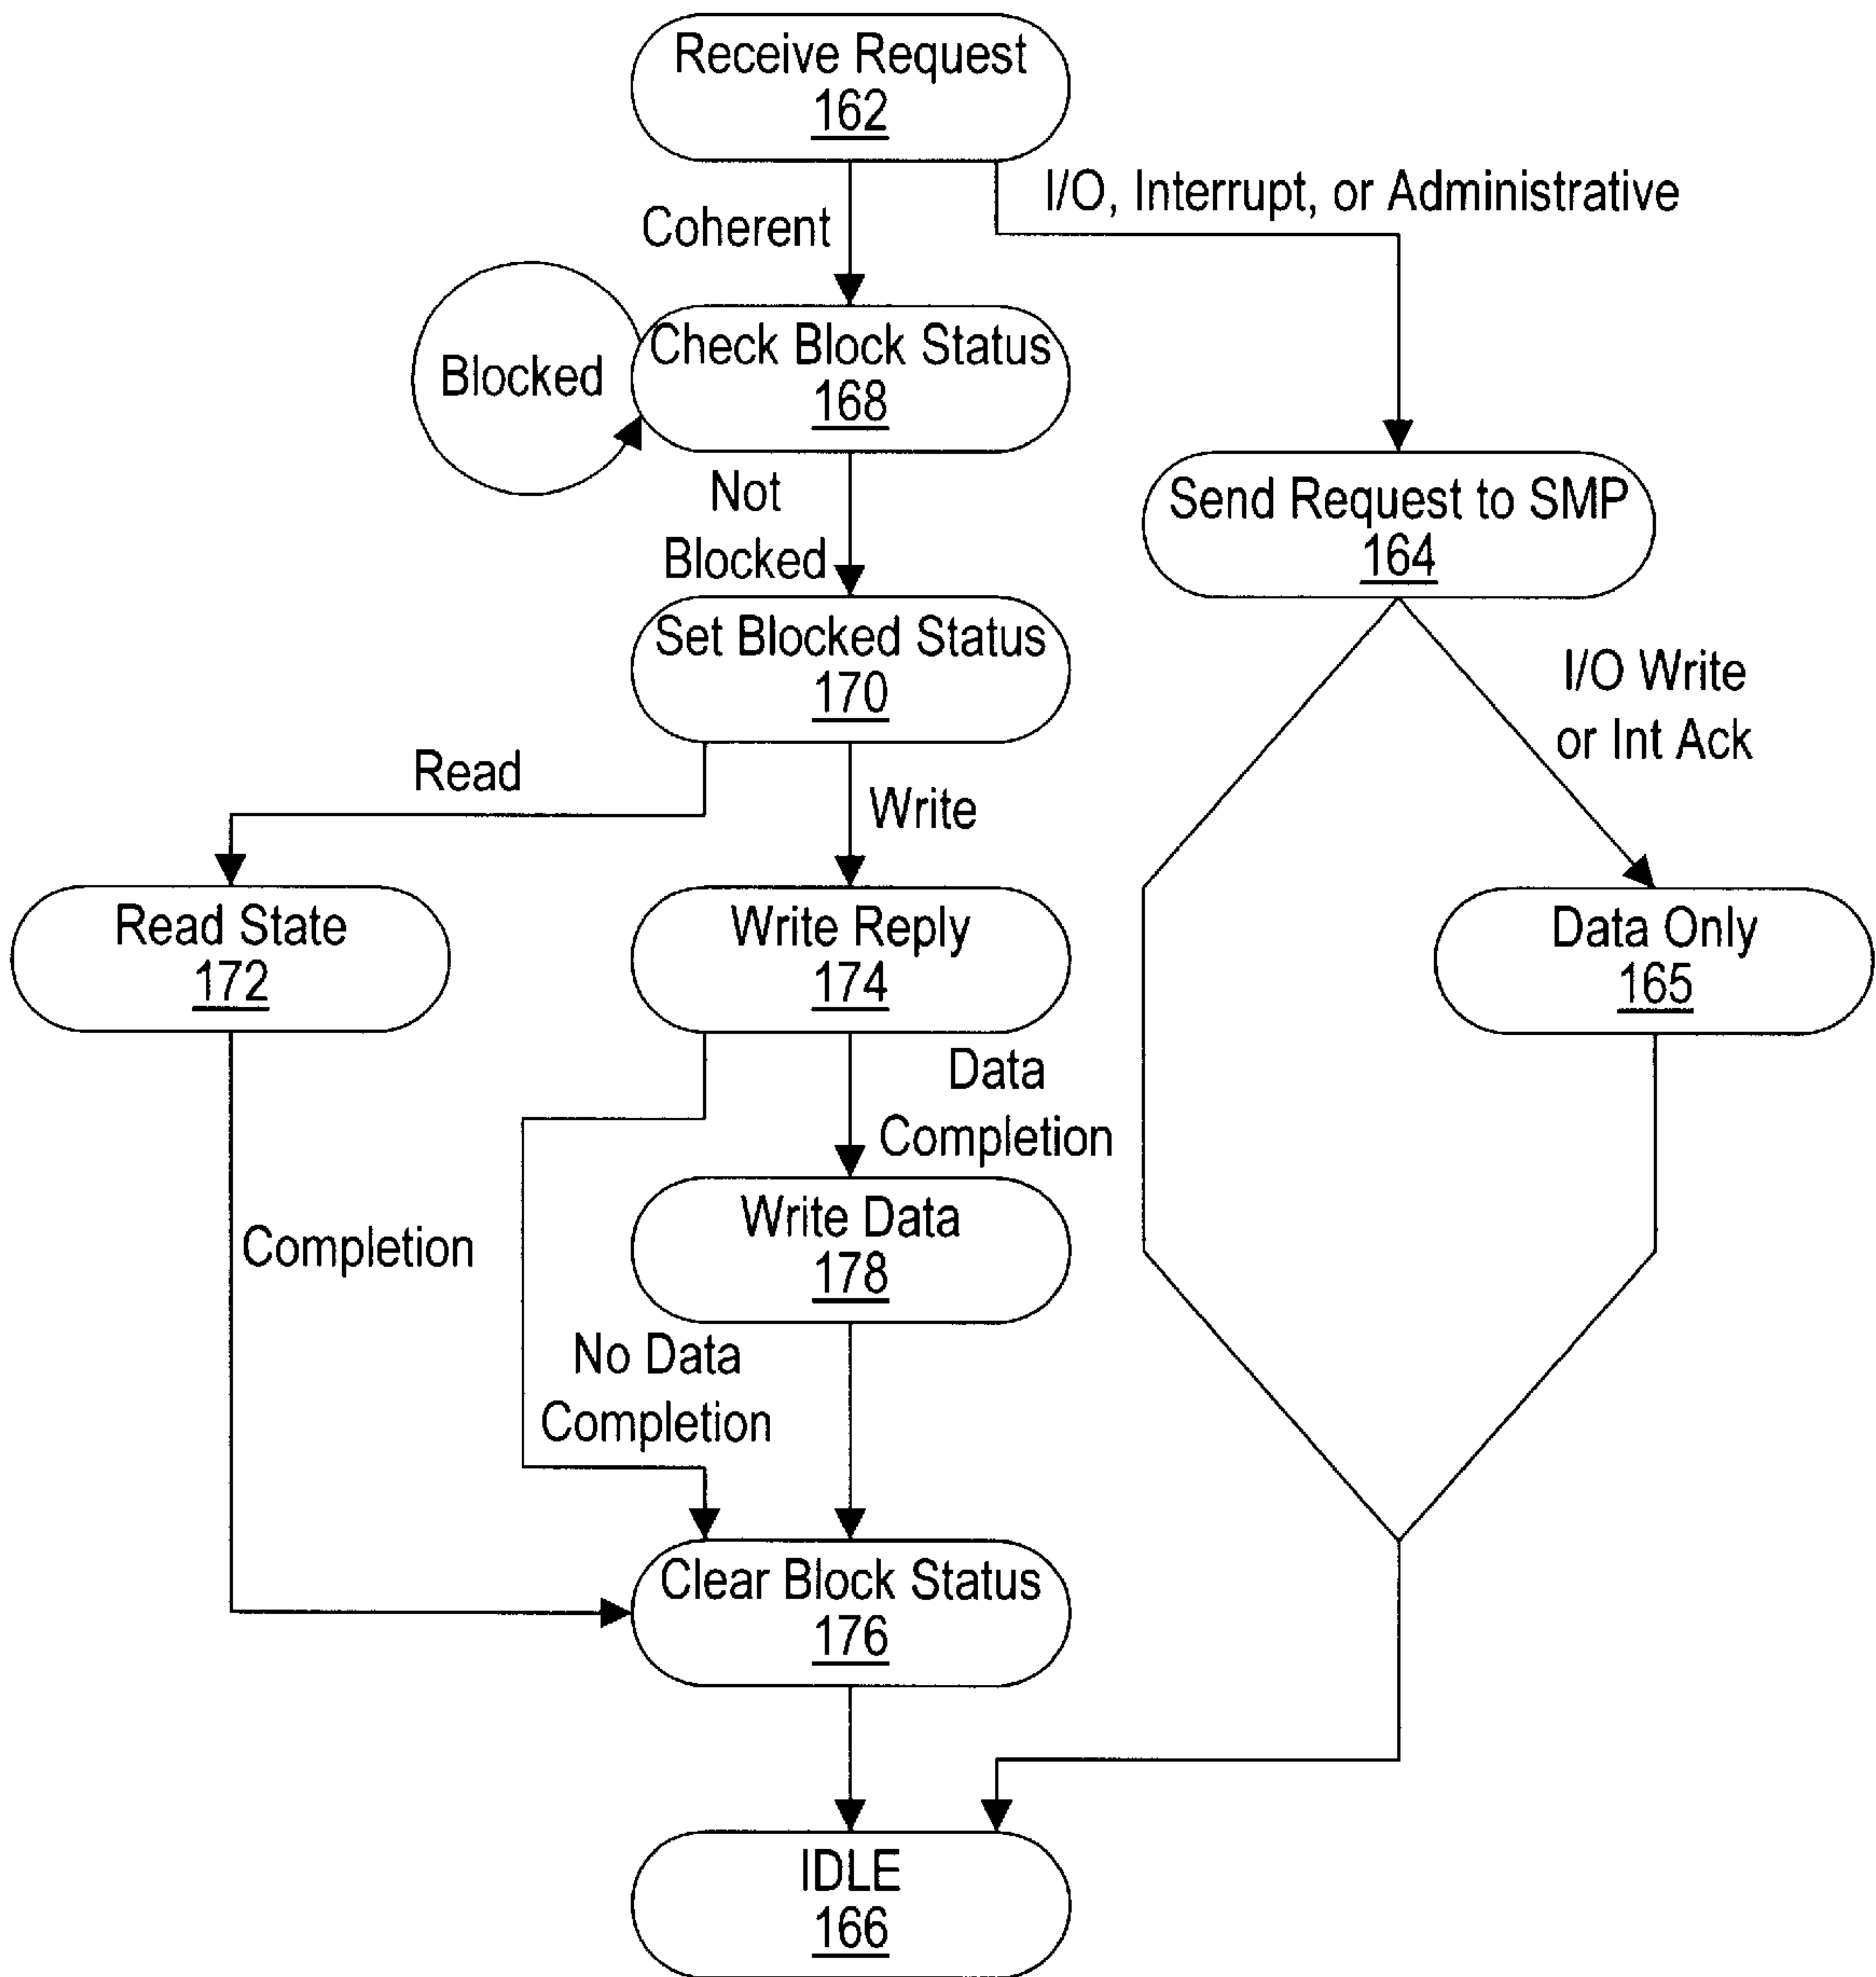 Receive Request
162
I/O, Interrupt, or Administrative
Coherent
Blocked
Check Block Status
168
Not
Blocked
Send Request to SMP
164
Set Blocked Status
170
I/O Write
or Int Ack
Read
Write
Read State
172
Write Reply
174
Data Only
165
Data
Completion
Write Data
178
Completion
No Data
Completion
Clear Block Status
176
IDLE
166